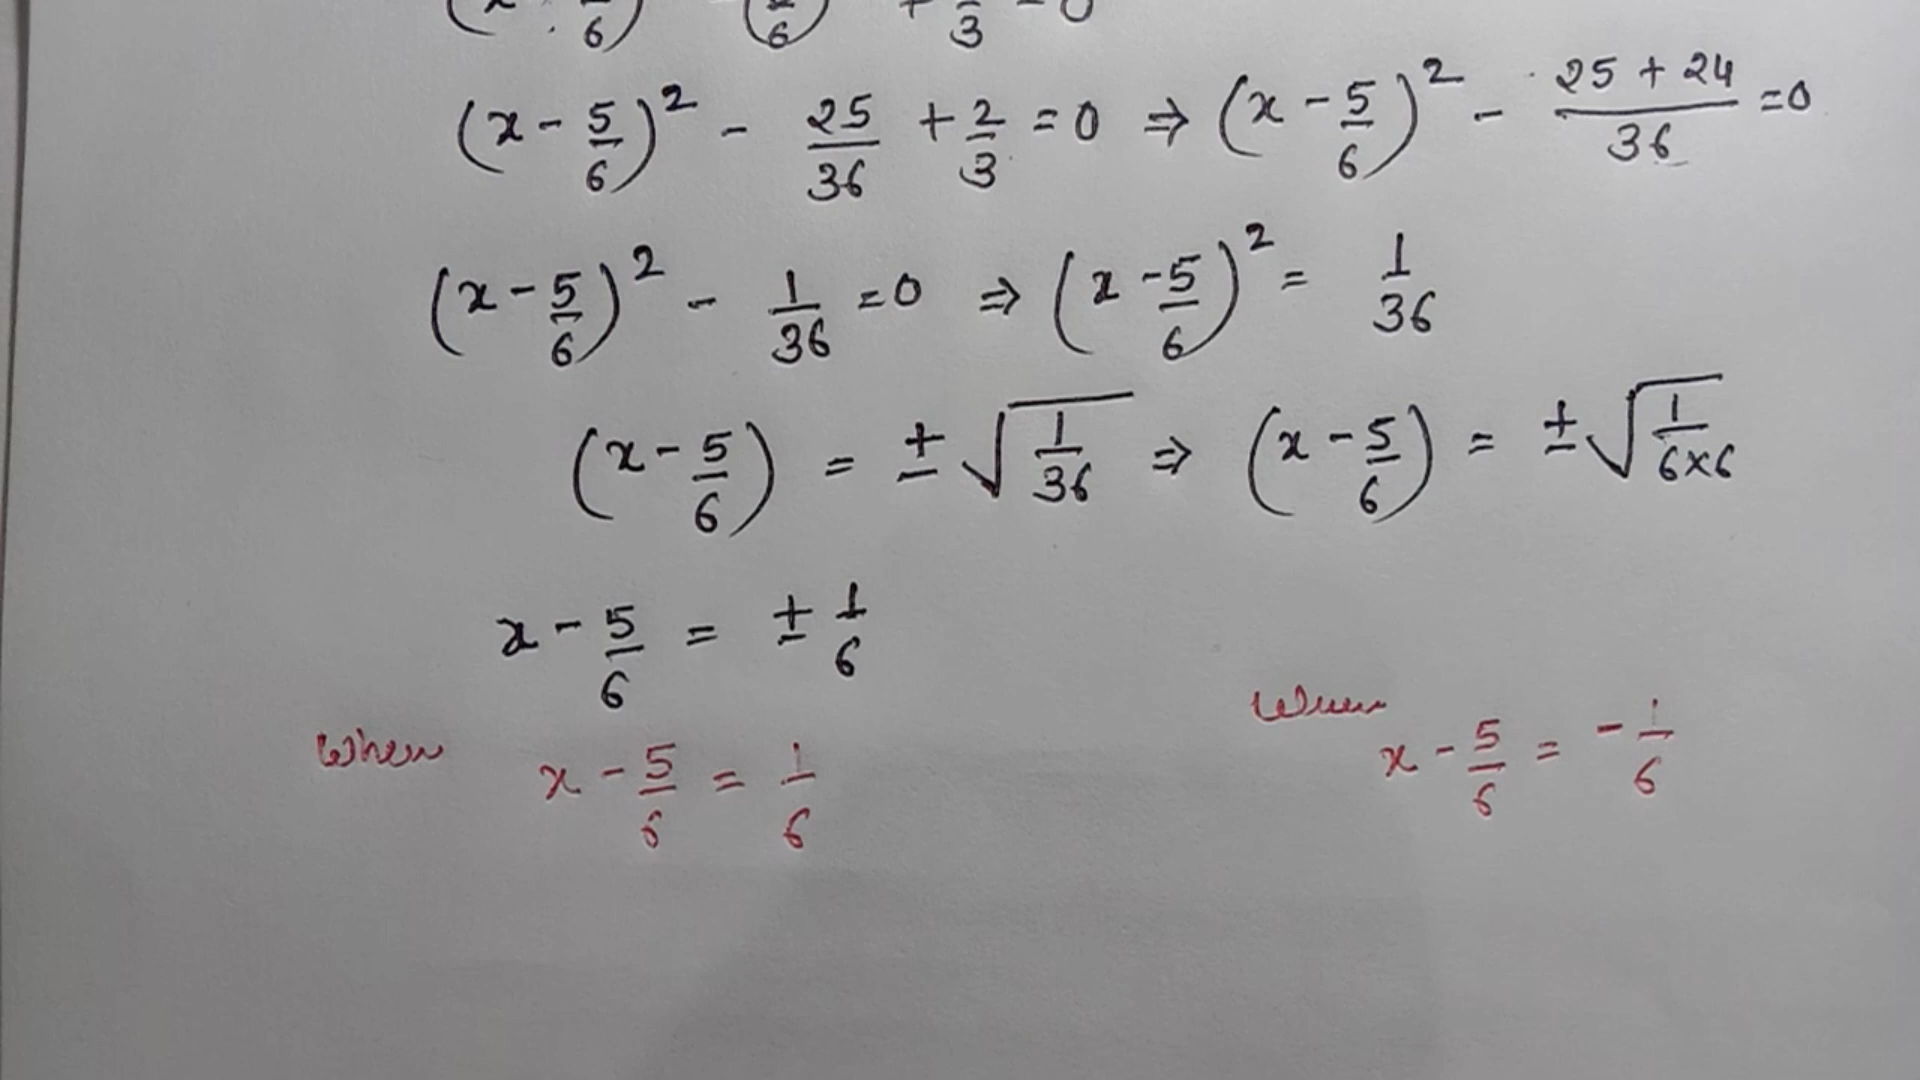 (x - 5/6)² - 25/36 + 2/3 = 0 ⇒ (x - 5/6)² - 25 + 24/36 = 0
(x - 5/6)² - 1/36 = 0 ⇒ (x - 5/6)² = 1/36
(x - 5/6) = ± √1/36 ⇒ (x - 5/6) = ± √1/6×6
x - 5/6 = ± 1/6
When x - 5/6 = 1/6
When x - 5/6 = - 1/6